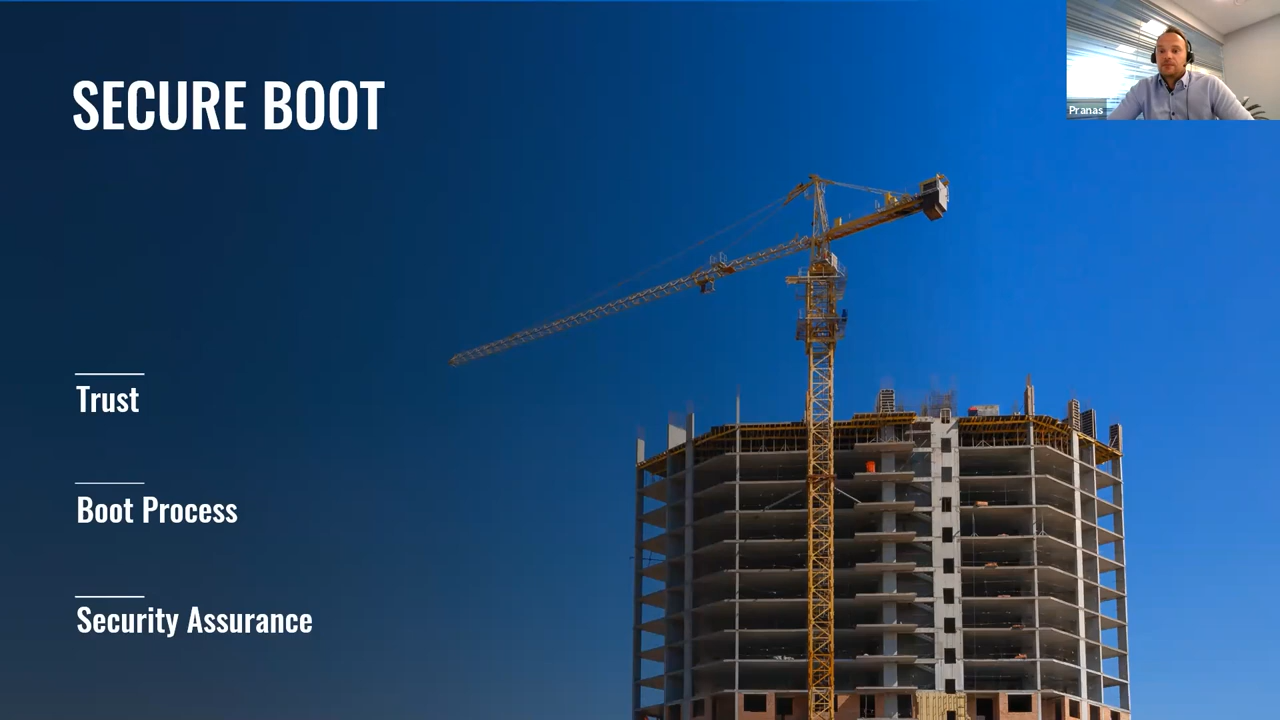 SECURE BOOT
Pranas
Trust
Boot Process
Security Assurance